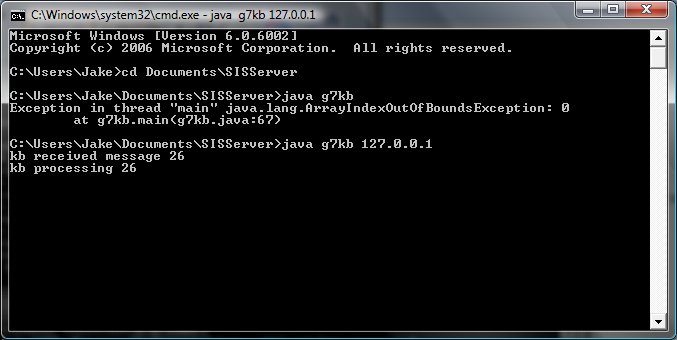 C:\Windows\system32\cmd.exe - java g7kb 127.0.0.1
Microsoft Windows [Version 6.0.6002]
Copyright (c) 2006 Microsoft Corporation.  All rights reserved.
C:\Users\Jake>cd Documents\SISServer
C:\Users\Jake\Documents\SISServer>java g7kb
Exception in thread "main" java.lang.ArrayIndexOutOfBoundsException: 0
        at g7kb.main(g7kb.java:67)
C:\Users\Jake\Documents\SISServer>java g7kb 127.0.0.1
kb received message 26
kb processing 26